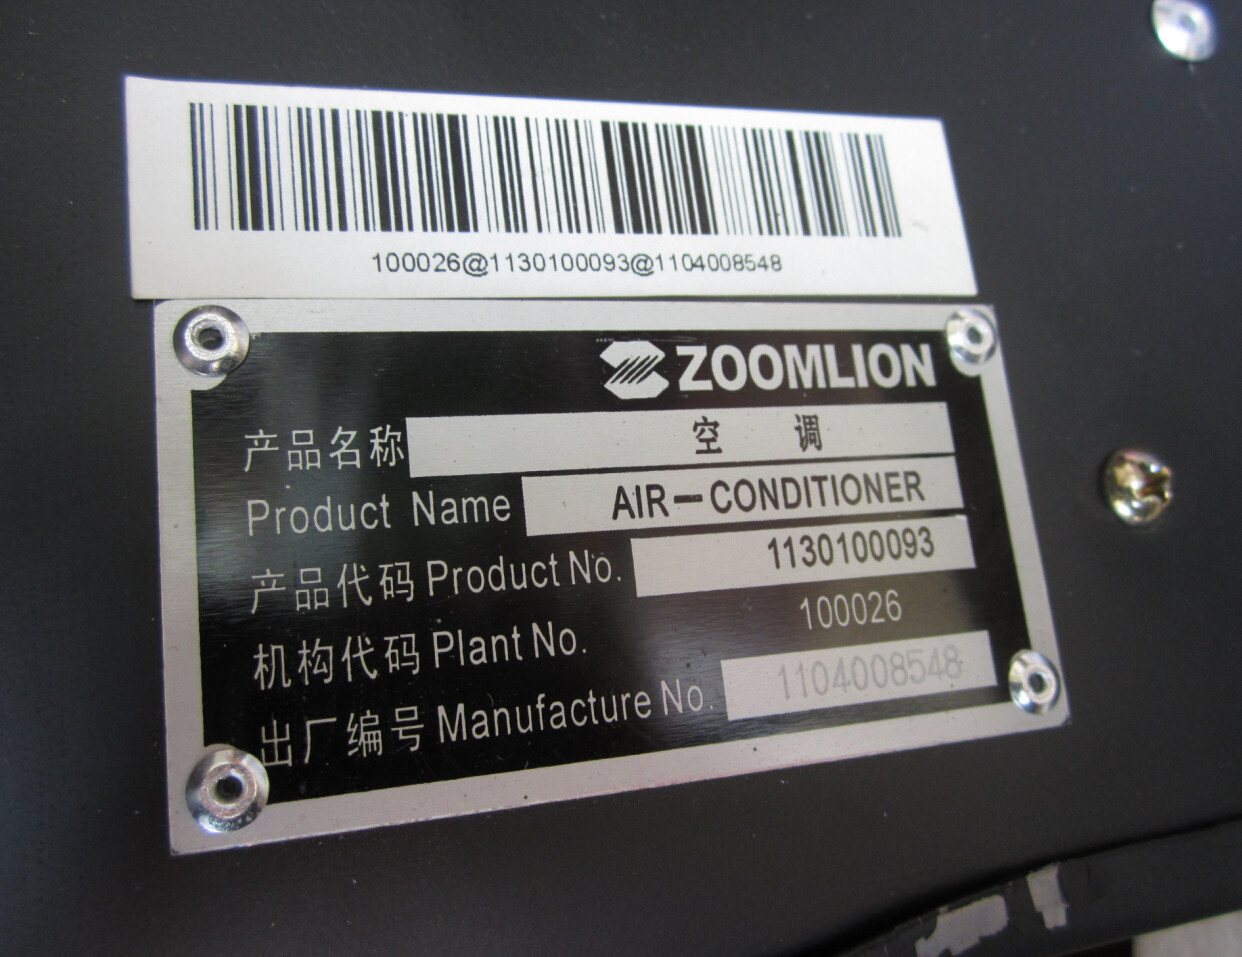 100026@1130100093@1104008548
ZOOMLION
产品名称 空 调
Product Name AIR-CONDITIONER
产品代码 Product No. 1130100093
机构代码 Plant No. 100026
出厂编号 Manufacture No. 1104008548